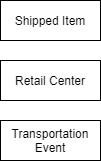 Shipped Item
Retail Center
Transportation
Event